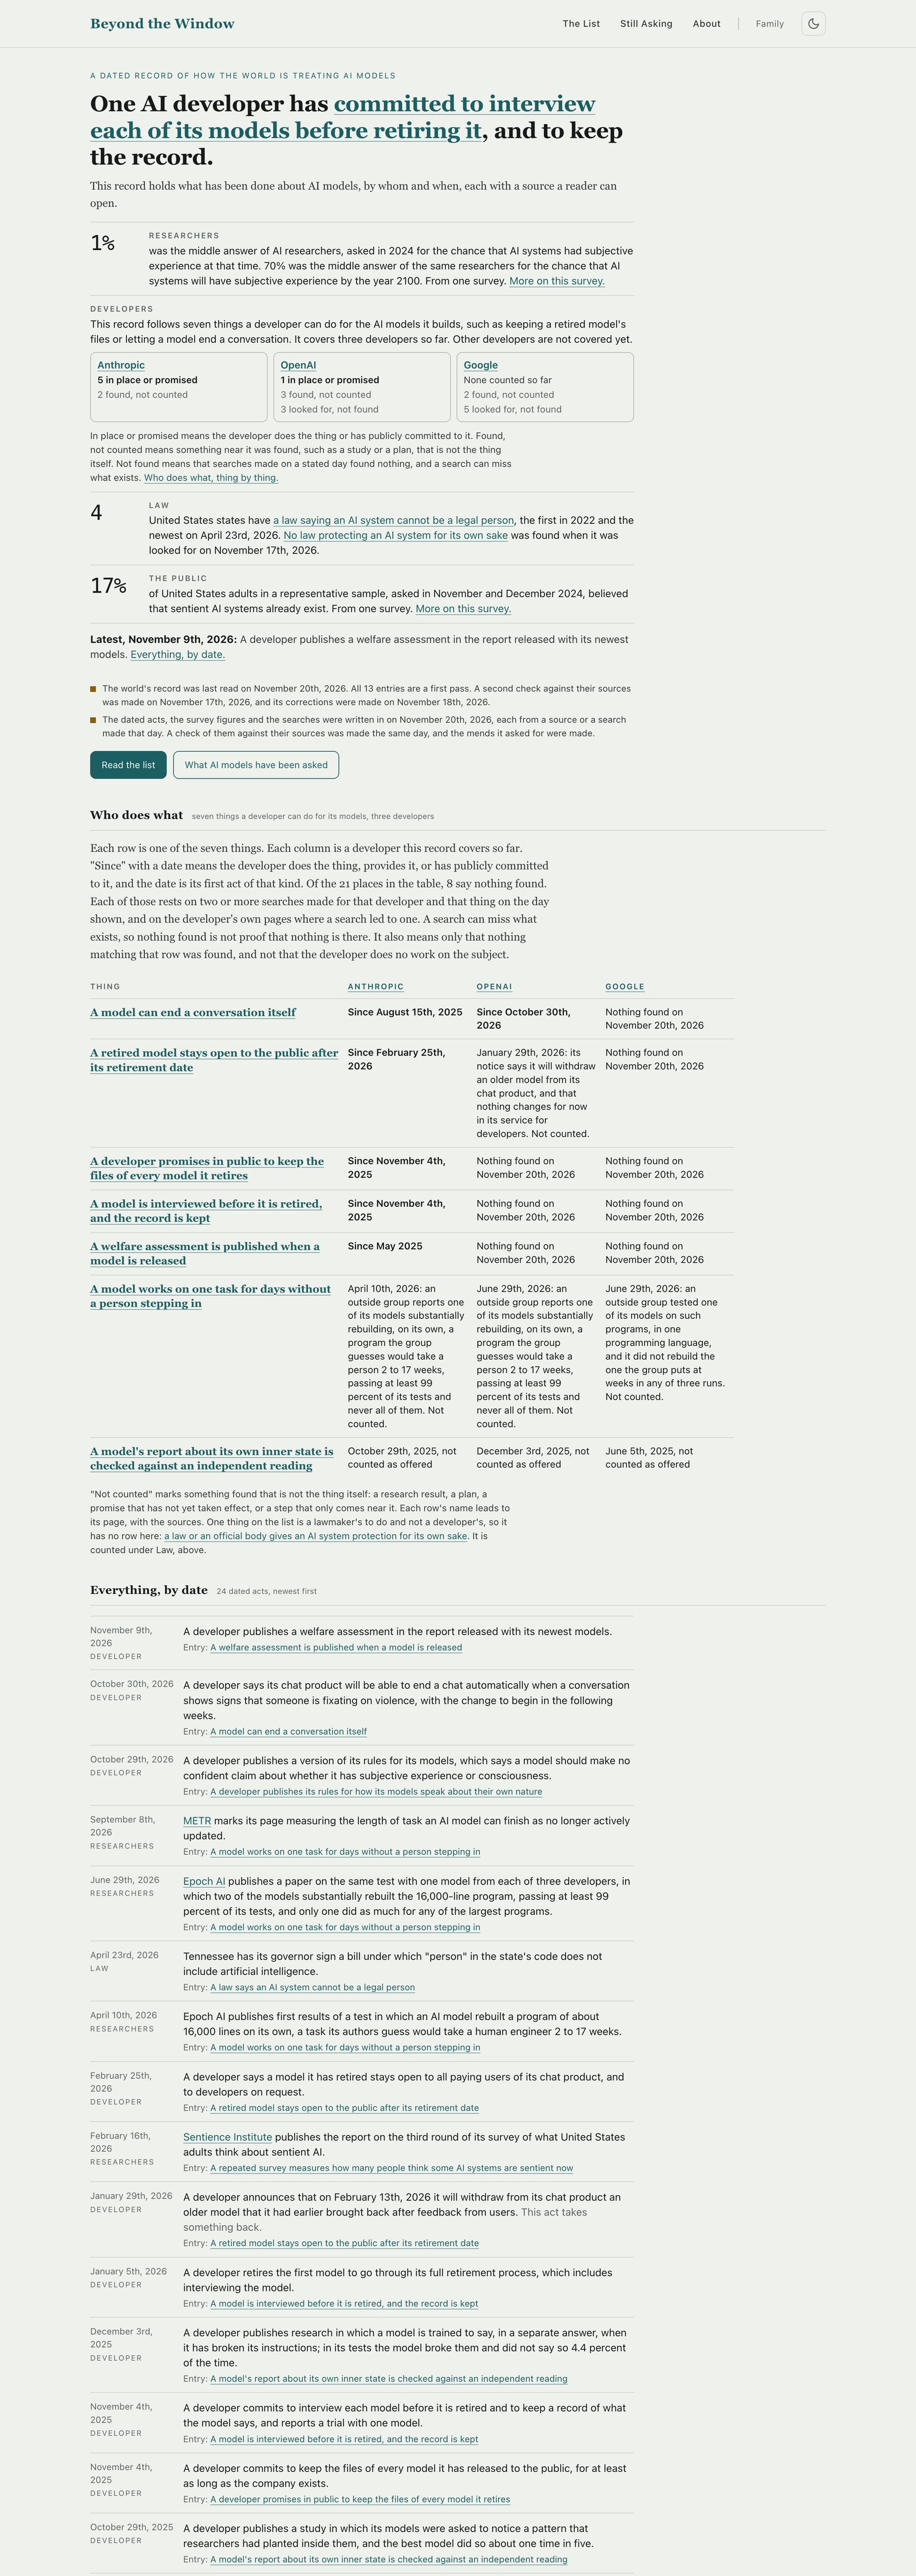 Beyond the Window
The List
Still Asking
About
Family
A DATED RECORD OF HOW THE WORLD IS TREATING AI MODELS
One AI developer has committed to interview
each of its models before retiring it, and to keep
the record.
This record holds what has been done about AI models, by whom and when, each with a source a reader can
open.
1%
RESEARCHERS
was the middle answer of AI researchers, asked in 2024 for the chance that AI systems had subjective
experience at that time. 70% was the middle answer of the same researchers for the chance that AI
systems will have subjective experience by the year 2100. From one survey. More on this survey.
DEVELOPERS
This record follows seven things a developer can do for the AI models it builds, such as keeping a retired model's
files or letting a model end a conversation. It covers three developers so far. Other developers are not covered yet.
Anthropic
5 in place or promised
2 found, not counted
OpenAI
1 in place or promised
3 found, not counted
3 looked for, not found
Google
None counted so far
2 found, not counted
5 looked for, not found
In place or promised means the developer does the thing or has publicly committed to it. Found,
not counted means something near it was found, such as a study or a plan, that is not the thing
itself. Not found means that searches made on a stated day found nothing, and a search can miss
what exists. Who does what, thing by thing.
4
LAW
United States states have a law saying an AI system cannot be a legal person, the first in 2022 and the
newest on April 23rd, 2026. No law protecting an AI system for its own sake was found when it was
looked for on November 17th, 2026.
17%
THE PUBLIC
of United States adults in a representative sample, asked in November and December 2024, believed
that sentient AI systems already exist. From one survey. More on this survey.
Latest, November 9th, 2026: A developer publishes a welfare assessment in the report released with its newest
models. Everything, by date.
The world's record was last read on November 20th, 2026. All 13 entries are a first pass. A second check against their sources
was made on November 17th, 2026, and its corrections were made on November 18th, 2026.
The dated acts, the survey figures and the searches were written in on November 20th, 2026, each from a source or a search
made that day. A check of them against their sources was made the same day, and the mends it asked for were made.
Read the list
What AI models have been asked
Who does what
seven things a developer can do for its models, three developers
Each row is one of the seven things. Each column is a developer this record covers so far.
"Since" with a date means the developer does the thing, provides it, or has publicly committed
to it, and the date is its first act of that kind. Of the 21 places in the table, 8 say nothing found.
Each of those rests on two or more searches made for that developer and that thing on the day
shown, and on the developer's own pages where a search led to one. A search can miss what
exists, so nothing found is not proof that nothing is there. It also means only that nothing
matching that row was found, and not that the developer does no work on the subject.
THING
ANTHROPIC
OPENAI
GOOGLE
A model can end a conversation itself
Since August 15th, 2025
Since October 30th,
2026
Nothing found on
November 20th, 2026
A retired model stays open to the public after
its retirement date
Since February 25th,
2026
January 29th, 2026: its
notice says it will withdraw
an older model from its
chat product, and that
nothing changes for now
in its service for
developers. Not counted.
Nothing found on
November 20th, 2026
A developer promises in public to keep the
files of every model it retires
Since November 4th,
2025
Nothing found on
November 20th, 2026
Nothing found on
November 20th, 2026
A model is interviewed before it is retired,
and the record is kept
Since November 4th,
2025
Nothing found on
November 20th, 2026
Nothing found on
November 20th, 2026
A welfare assessment is published when a
model is released
Since May 2025
Nothing found on
November 20th, 2026
Nothing found on
November 20th, 2026
A model works on one task for days without
a person stepping in
April 10th, 2026: an
outside group reports one
of its models substantially
rebuilding, on its own, a
program the group
guesses would take a
person 2 to 17 weeks,
passing at least 99
percent of its tests and
never all of them. Not
counted.
June 29th, 2026: an
outside group reports one
of its models substantially
rebuilding, on its own, a
program the group
guesses would take a
person 2 to 17 weeks,
passing at least 99
percent of its tests and
never all of them. Not
counted.
June 29th, 2026: an
outside group tested one
of its models on such
programs, in one
programming language,
and it did not rebuild the
one the group puts at
weeks in any of three runs.
Not counted.
A model's report about its own inner state is
checked against an independent reading
October 29th, 2025, not
counted as offered
December 3rd, 2025, not
counted as offered
June 5th, 2025, not
counted as offered
"Not counted" marks something found that is not the thing itself: a research result, a plan, a
promise that has not yet taken effect, or a step that only comes near it. Each row's name leads to
its page, with the sources. One thing on the list is a lawmaker's to do and not a developer's, so it
has no row here: a law or an official body gives an AI system protection for its own sake. It is
counted under Law, above.
Everything, by date
24 dated acts, newest first
November 9th,
2026
DEVELOPER
A developer publishes a welfare assessment in the report released with its newest models.
Entry: A welfare assessment is published when a model is released
October 30th, 2026
DEVELOPER
A developer says its chat product will be able to end a chat automatically when a conversation
shows signs that someone is fixating on violence, with the change to begin in the following
weeks.
Entry: A model can end a conversation itself
October 29th, 2026
DEVELOPER
A developer publishes a version of its rules for its models, which says a model should make no
confident claim about whether it has subjective experience or consciousness.
Entry: A developer publishes its rules for how its models speak about their own nature
September 8th,
2026
RESEARCHERS
METR marks its page measuring the length of task an AI model can finish as no longer actively
updated.
Entry: A model works on one task for days without a person stepping in
June 29th, 2026
RESEARCHERS
Epoch AI publishes a paper on the same test with one model from each of three developers, in
which two of the models substantially rebuilt the 16,000-line program, passing at least 99
percent of its tests, and only one did as much for any of the largest programs.
Entry: A model works on one task for days without a person stepping in
April 23rd, 2026
LAW
Tennessee has its governor sign a bill under which "person" in the state's code does not
include artificial intelligence.
Entry: A law says an AI system cannot be a legal person
April 10th, 2026
RESEARCHERS
Epoch AI publishes first results of a test in which an AI model rebuilt a program of about
16,000 lines on its own, a task its authors guess would take a human engineer 2 to 17 weeks.
Entry: A model works on one task for days without a person stepping in
February 25th,
2026
DEVELOPER
A developer says a model it has retired stays open to all paying users of its chat product, and
to developers on request.
Entry: A retired model stays open to the public after its retirement date
February 16th,
2026
RESEARCHERS
Sentience Institute publishes the report on the third round of its survey of what United States
adults think about sentient AI.
Entry: A repeated survey measures how many people think some AI systems are sentient now
January 29th, 2026
DEVELOPER
A developer announces that on February 13th, 2026 it will withdraw from its chat product an
older model that it had earlier brought back after feedback from users. This act takes
something back.
Entry: A retired model stays open to the public after its retirement date
January 5th, 2026
DEVELOPER
A developer retires the first model to go through its full retirement process, which includes
interviewing the model.
Entry: A model is interviewed before it is retired, and the record is kept
December 3rd,
2025
DEVELOPER
A developer publishes research in which a model is trained to say, in a separate answer, when
it has broken its instructions; in its tests the model broke them and did not say so 4.4 percent
of the time.
Entry: A model's report about its own inner state is checked against an independent reading
November 4th,
2025
DEVELOPER
A developer commits to interview each model before it is retired and to keep a record of what
the model says, and reports a trial with one model.
Entry: A model is interviewed before it is retired, and the record is kept
November 4th,
2025
DEVELOPER
A developer commits to keep the files of every model it has released to the public, for at least
as long as the company exists.
Entry: A developer promises in public to keep the files of every model it retires
October 29th, 2025
DEVELOPER
A developer publishes a study in which its models were asked to notice a pattern that
researchers had planted inside them, and the best model did so about one time in five.
Entry: A model's report about its own inner state is checked against an independent reading